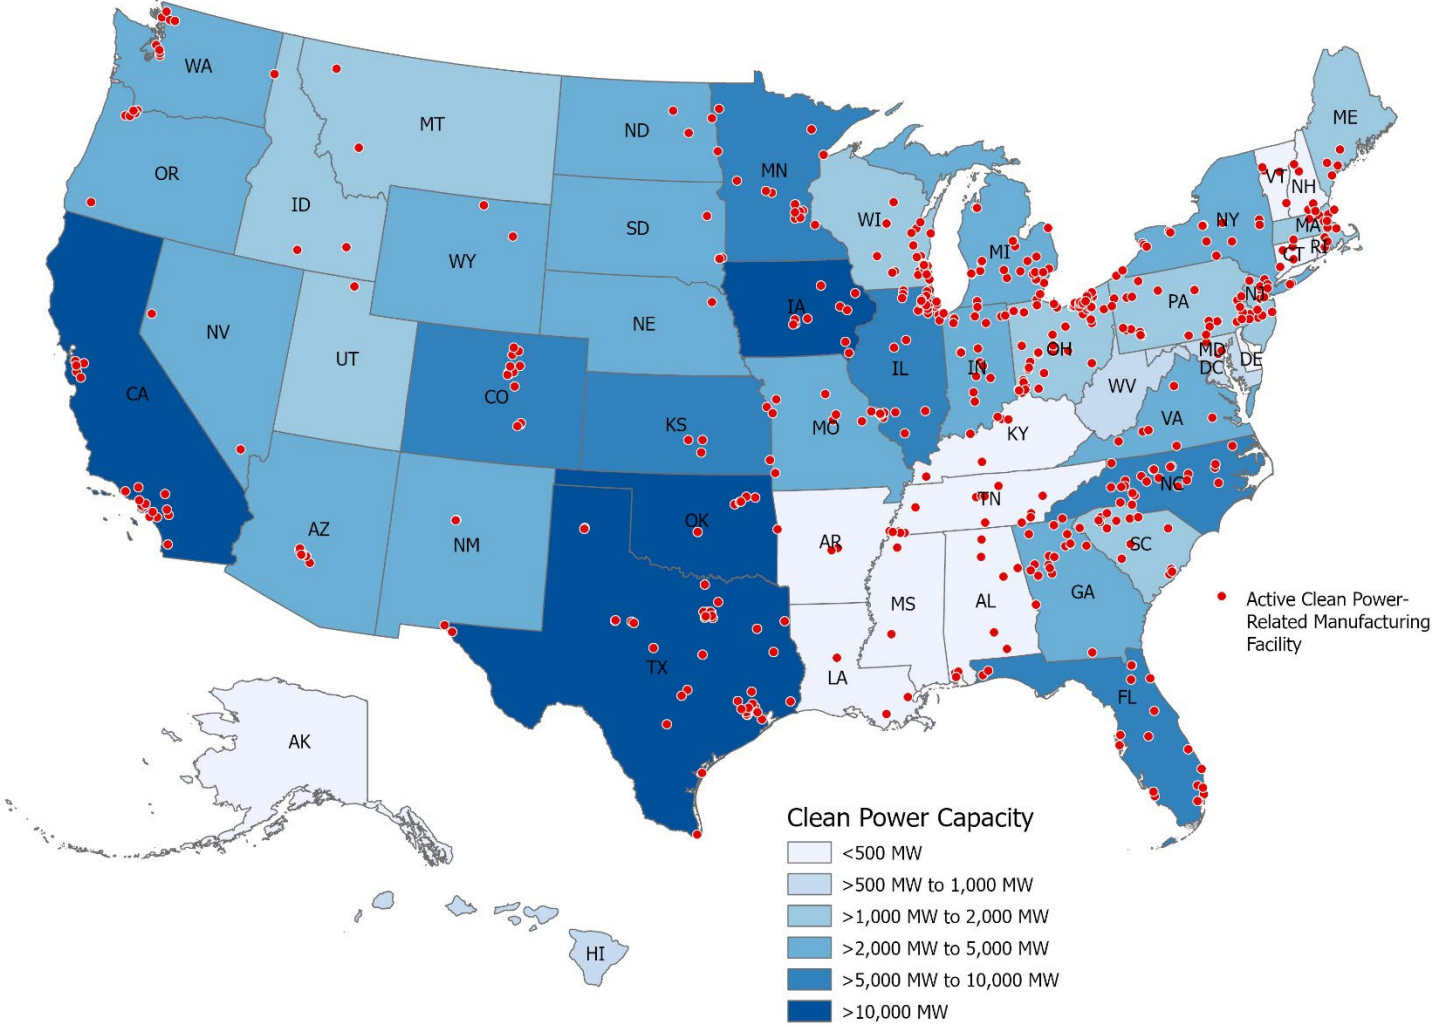 WA
ME
MT
ND
MN
OR
VT
NH
ID
WI
NY
MA
SD
MI
CT
RI
WY
PA
NJ
IA
NE
NV
UT
OH
MD
DE
IL
IN
DC
WV
CA
CO
KS
MO
VA
KY
NC
TN
AZ
OK
NM
AR
SC
MS
AL
GA
Active Clean Power-
Related Manufacturing
Facility
TX
LA
FL
AK
Clean Power Capacity
<500 MW
>500 MW to 1,000 MW
>1,000 MW to 2,000 MW
>2,000 MW to 5,000 MW
HI
>5,000 MW to 10,000 MW
>10,000 MW